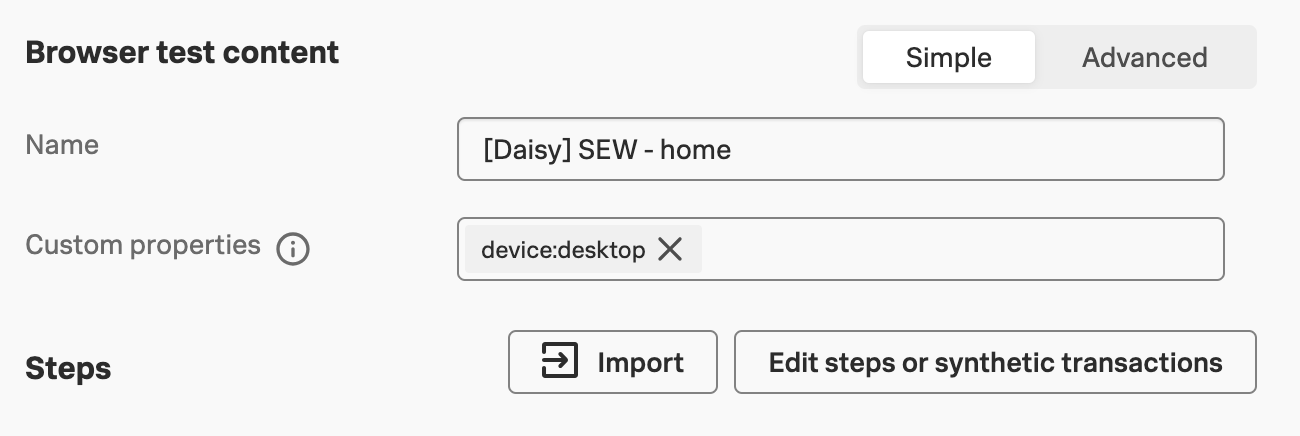 Browser test content
Simple
Advanced
Name
[Daisy] SEW - home
Custom properties
device:desktop
Steps
Import
Edit steps or synthetic transactions